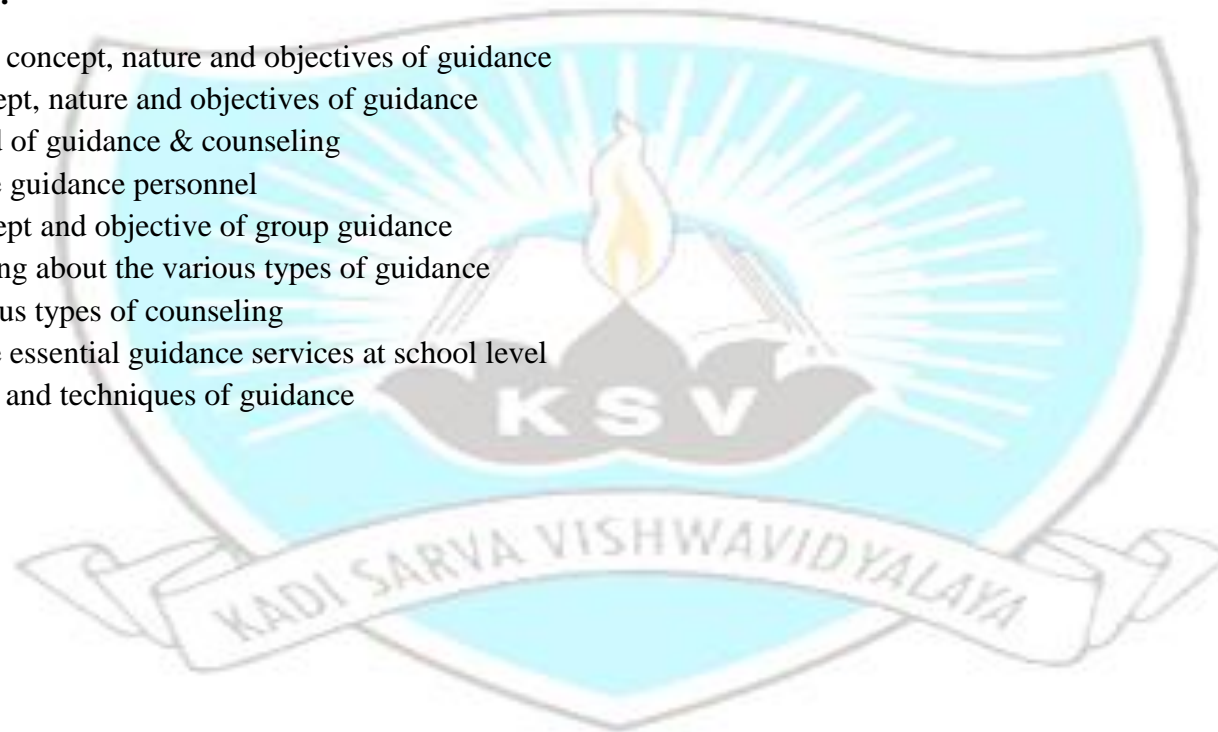 concept, nature and objectives of guidance
ept, nature and objectives of guidance
of guidance & counseling
guidance personnel
ept and objective of group guidance
ng about the various types of guidance
us types of counseling
essential guidance services at school level
and techniques of guidance
KSV
KADI SARVA VISHWAVIDYALAYA